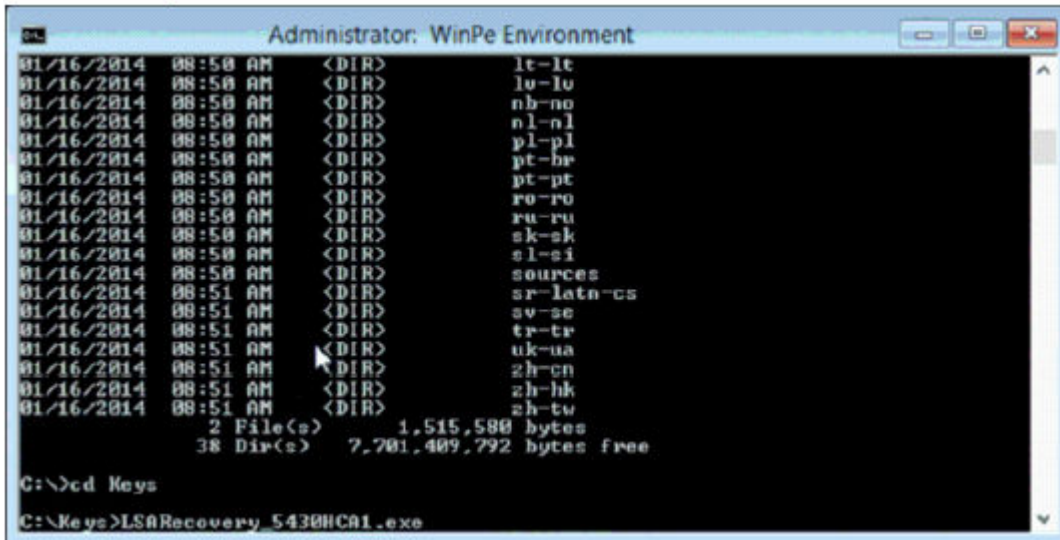 Administrator: WinPe Environment
01/16/2014 08:50 AM <DIR> lt-lt
01/16/2014 08:50 AM <DIR> lv-lv
01/16/2014 08:50 AM <DIR> nb-no
01/16/2014 08:50 AM <DIR> nl-nl
01/16/2014 08:50 AM <DIR> pl-pl
01/16/2014 08:50 AM <DIR> pt-br
01/16/2014 08:50 AM <DIR> pt-pt
01/16/2014 08:50 AM <DIR> ro-ro
01/16/2014 08:50 AM <DIR> ru-ru
01/16/2014 08:50 AM <DIR> sk-sk
01/16/2014 08:50 AM <DIR> sl-si
01/16/2014 08:50 AM <DIR> sources
01/16/2014 08:51 AM <DIR> sr-latn-cs
01/16/2014 08:51 AM <DIR> sv-se
01/16/2014 08:51 AM <DIR> tr-tr
01/16/2014 08:51 AM <DIR> uk-ua
01/16/2014 08:51 AM <DIR> zh-cn
01/16/2014 08:51 AM <DIR> zh-hk
01/16/2014 08:51 AM <DIR> zh-tw
2 File(s) 1,515,580 bytes
38 Dir(s) 7,701,409,792 bytes free
C:\>cd Keys
C:\Keys>LSARecovery_5430HCA1.exe